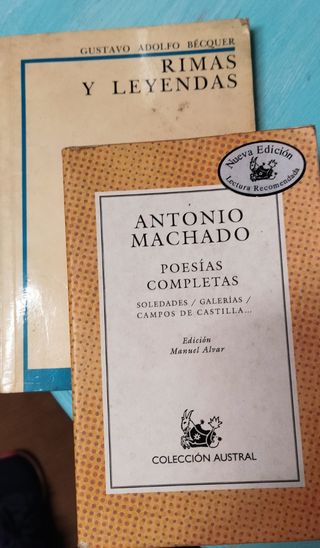 GUSTAVO ADOLFO BÉCQUER
RIMAS
Y LEYENDAS
Nueva Edición
Lectura Recomendada
ANTONIO
MACHADO
POESÍAS
COMPLETAS
SOLEDADES / GALERÍAS /
CAMPOS DE CASTILLA...
Edición
Manuel Alvar
COLECCIÓN AUSTRAL